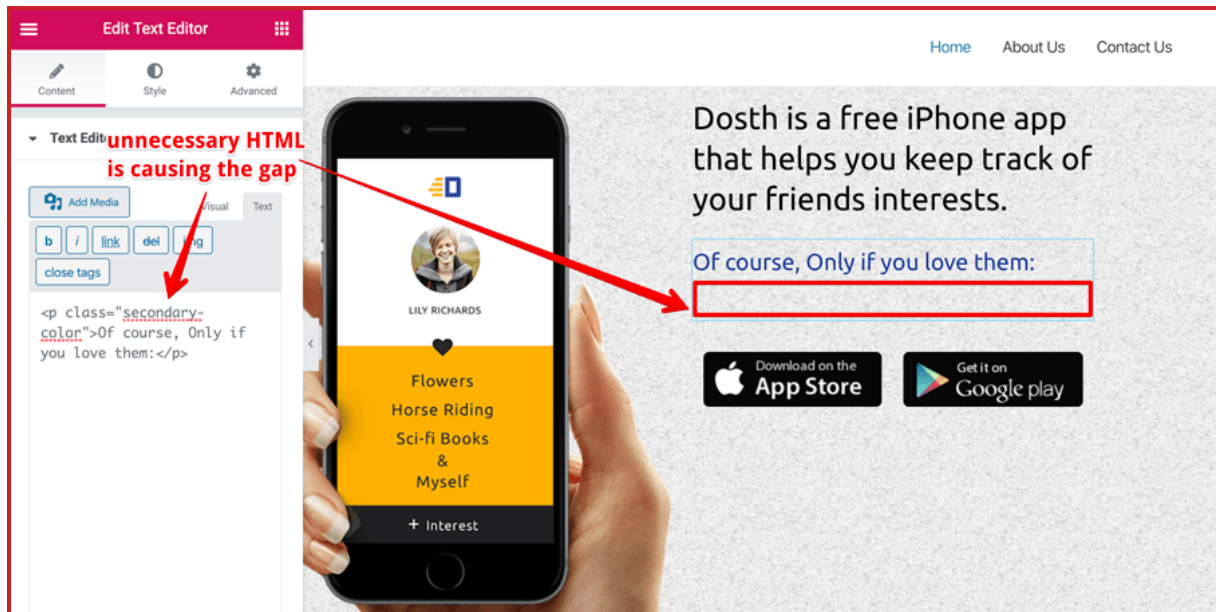 Edit Text Editor
Content
Style
Advanced
Text Edit
unnecessary HTML
is causing the gap
Add Media
Visual
Text
b
i
link
del
img
close tags
<p class="secondary-
color">Of course, Only if
you love them:</p>
Home
About Us
Contact Us
D
LILY RICHARDS
Flowers
Horse Riding
Sci-fi Books
&
Myself
+ Interest
Dosth is a free iPhone app
that helps you keep track of
your friends interests.
Of course, Only if you love them:
Download on the
App Store
Get it on
Google play